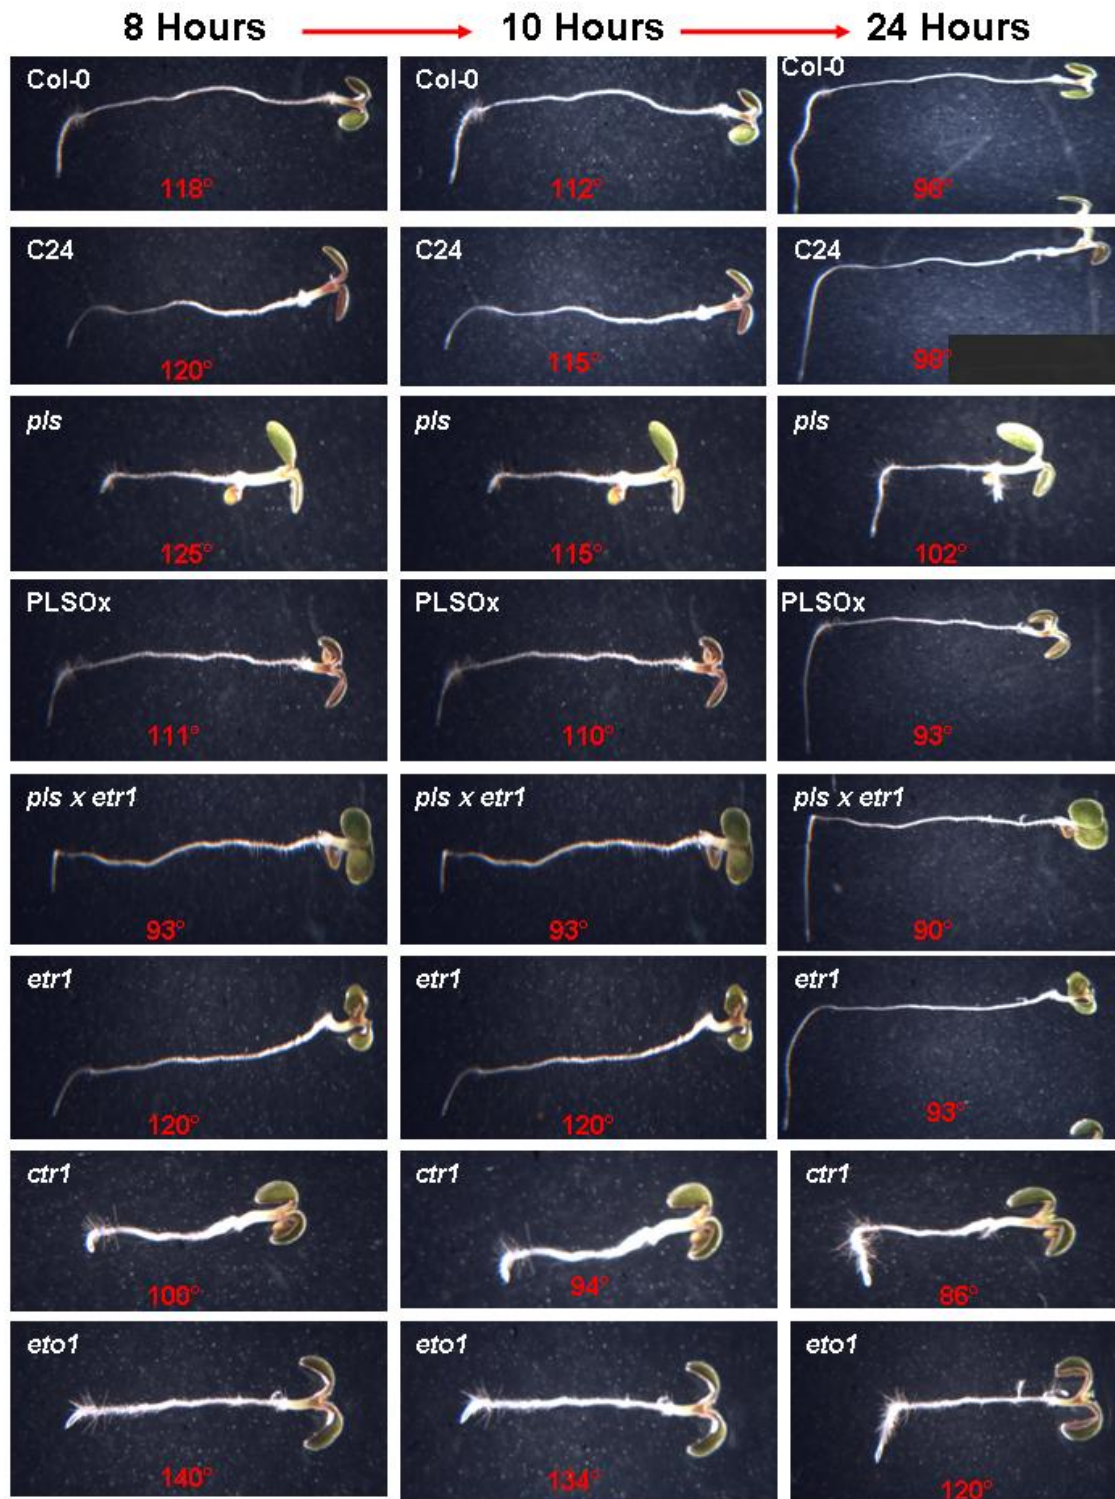 8 Hours 10 Hours 24 Hours
Col-0 Col-0 Col-0
118° 112° 96°
C24 C24 C24
120° 115° 98°
pls pls pls
125° 115° 102°
PLSOx PLSOx PLSOx
111° 110° 93°
pls x etr1 pls x etr1 pls x etr1
93° 93° 90°
etr1 etr1 etr1
120° 120° 93°
ctr1 ctr1 ctr1
100° 94° 86°
eto1 eto1 eto1
140° 134° 120°